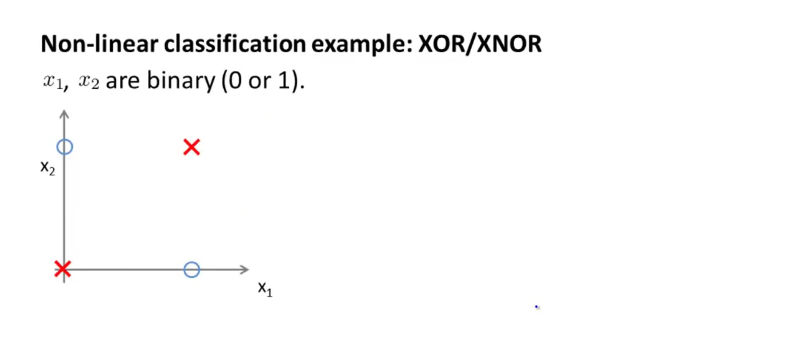 Non-linear classification example: XOR/XNOR
x₁, x₂ are binary (0 or 1).
x₂
x₁